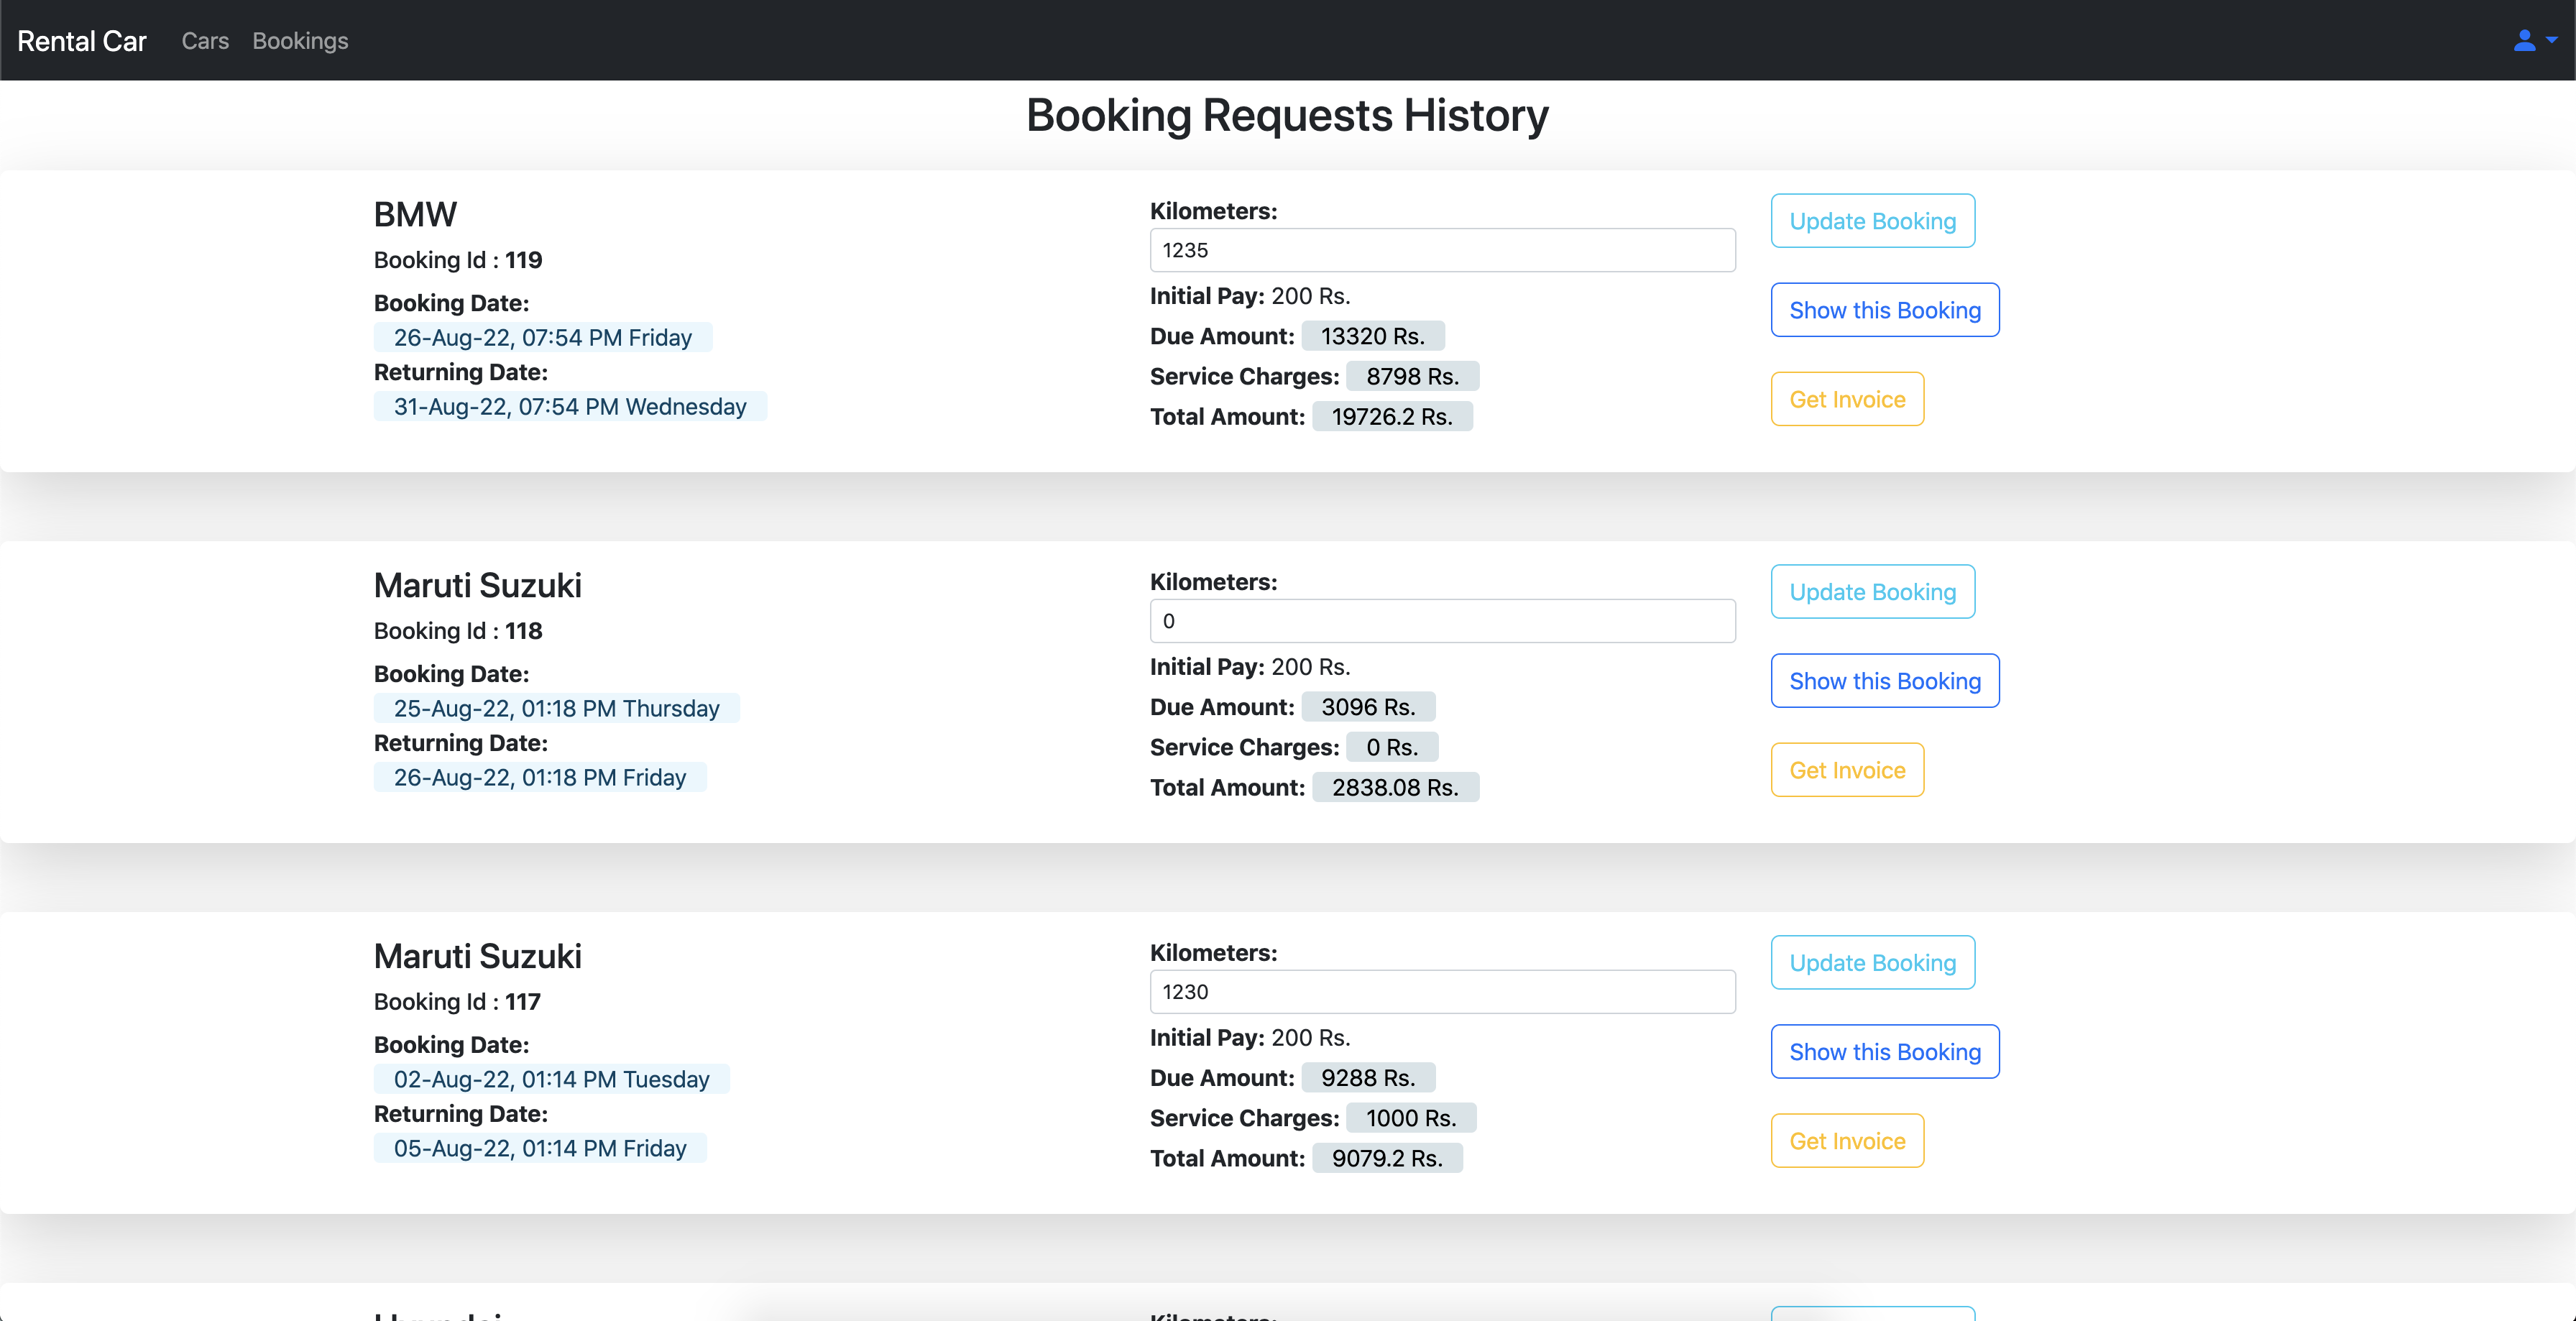 Rental Car Cars Bookings
Booking Requests History
BMW
Booking Id : 119
Booking Date:
26-Aug-22, 07:54 PM Friday
Returning Date:
31-Aug-22, 07:54 PM Wednesday
Kilometers:
1235
Initial Pay: 200 Rs.
Due Amount: 13320 Rs.
Service Charges: 8798 Rs.
Total Amount: 19726.2 Rs.
Update Booking
Show this Booking
Get Invoice
Maruti Suzuki
Booking Id : 118
Booking Date:
25-Aug-22, 01:18 PM Thursday
Returning Date:
26-Aug-22, 01:18 PM Friday
Kilometers:
0
Initial Pay: 200 Rs.
Due Amount: 3096 Rs.
Service Charges: 0 Rs.
Total Amount: 2838.08 Rs.
Update Booking
Show this Booking
Get Invoice
Maruti Suzuki
Booking Id : 117
Booking Date:
02-Aug-22, 01:14 PM Tuesday
Returning Date:
05-Aug-22, 01:14 PM Friday
Kilometers:
1230
Initial Pay: 200 Rs.
Due Amount: 9288 Rs.
Service Charges: 1000 Rs.
Total Amount: 9079.2 Rs.
Update Booking
Show this Booking
Get Invoice